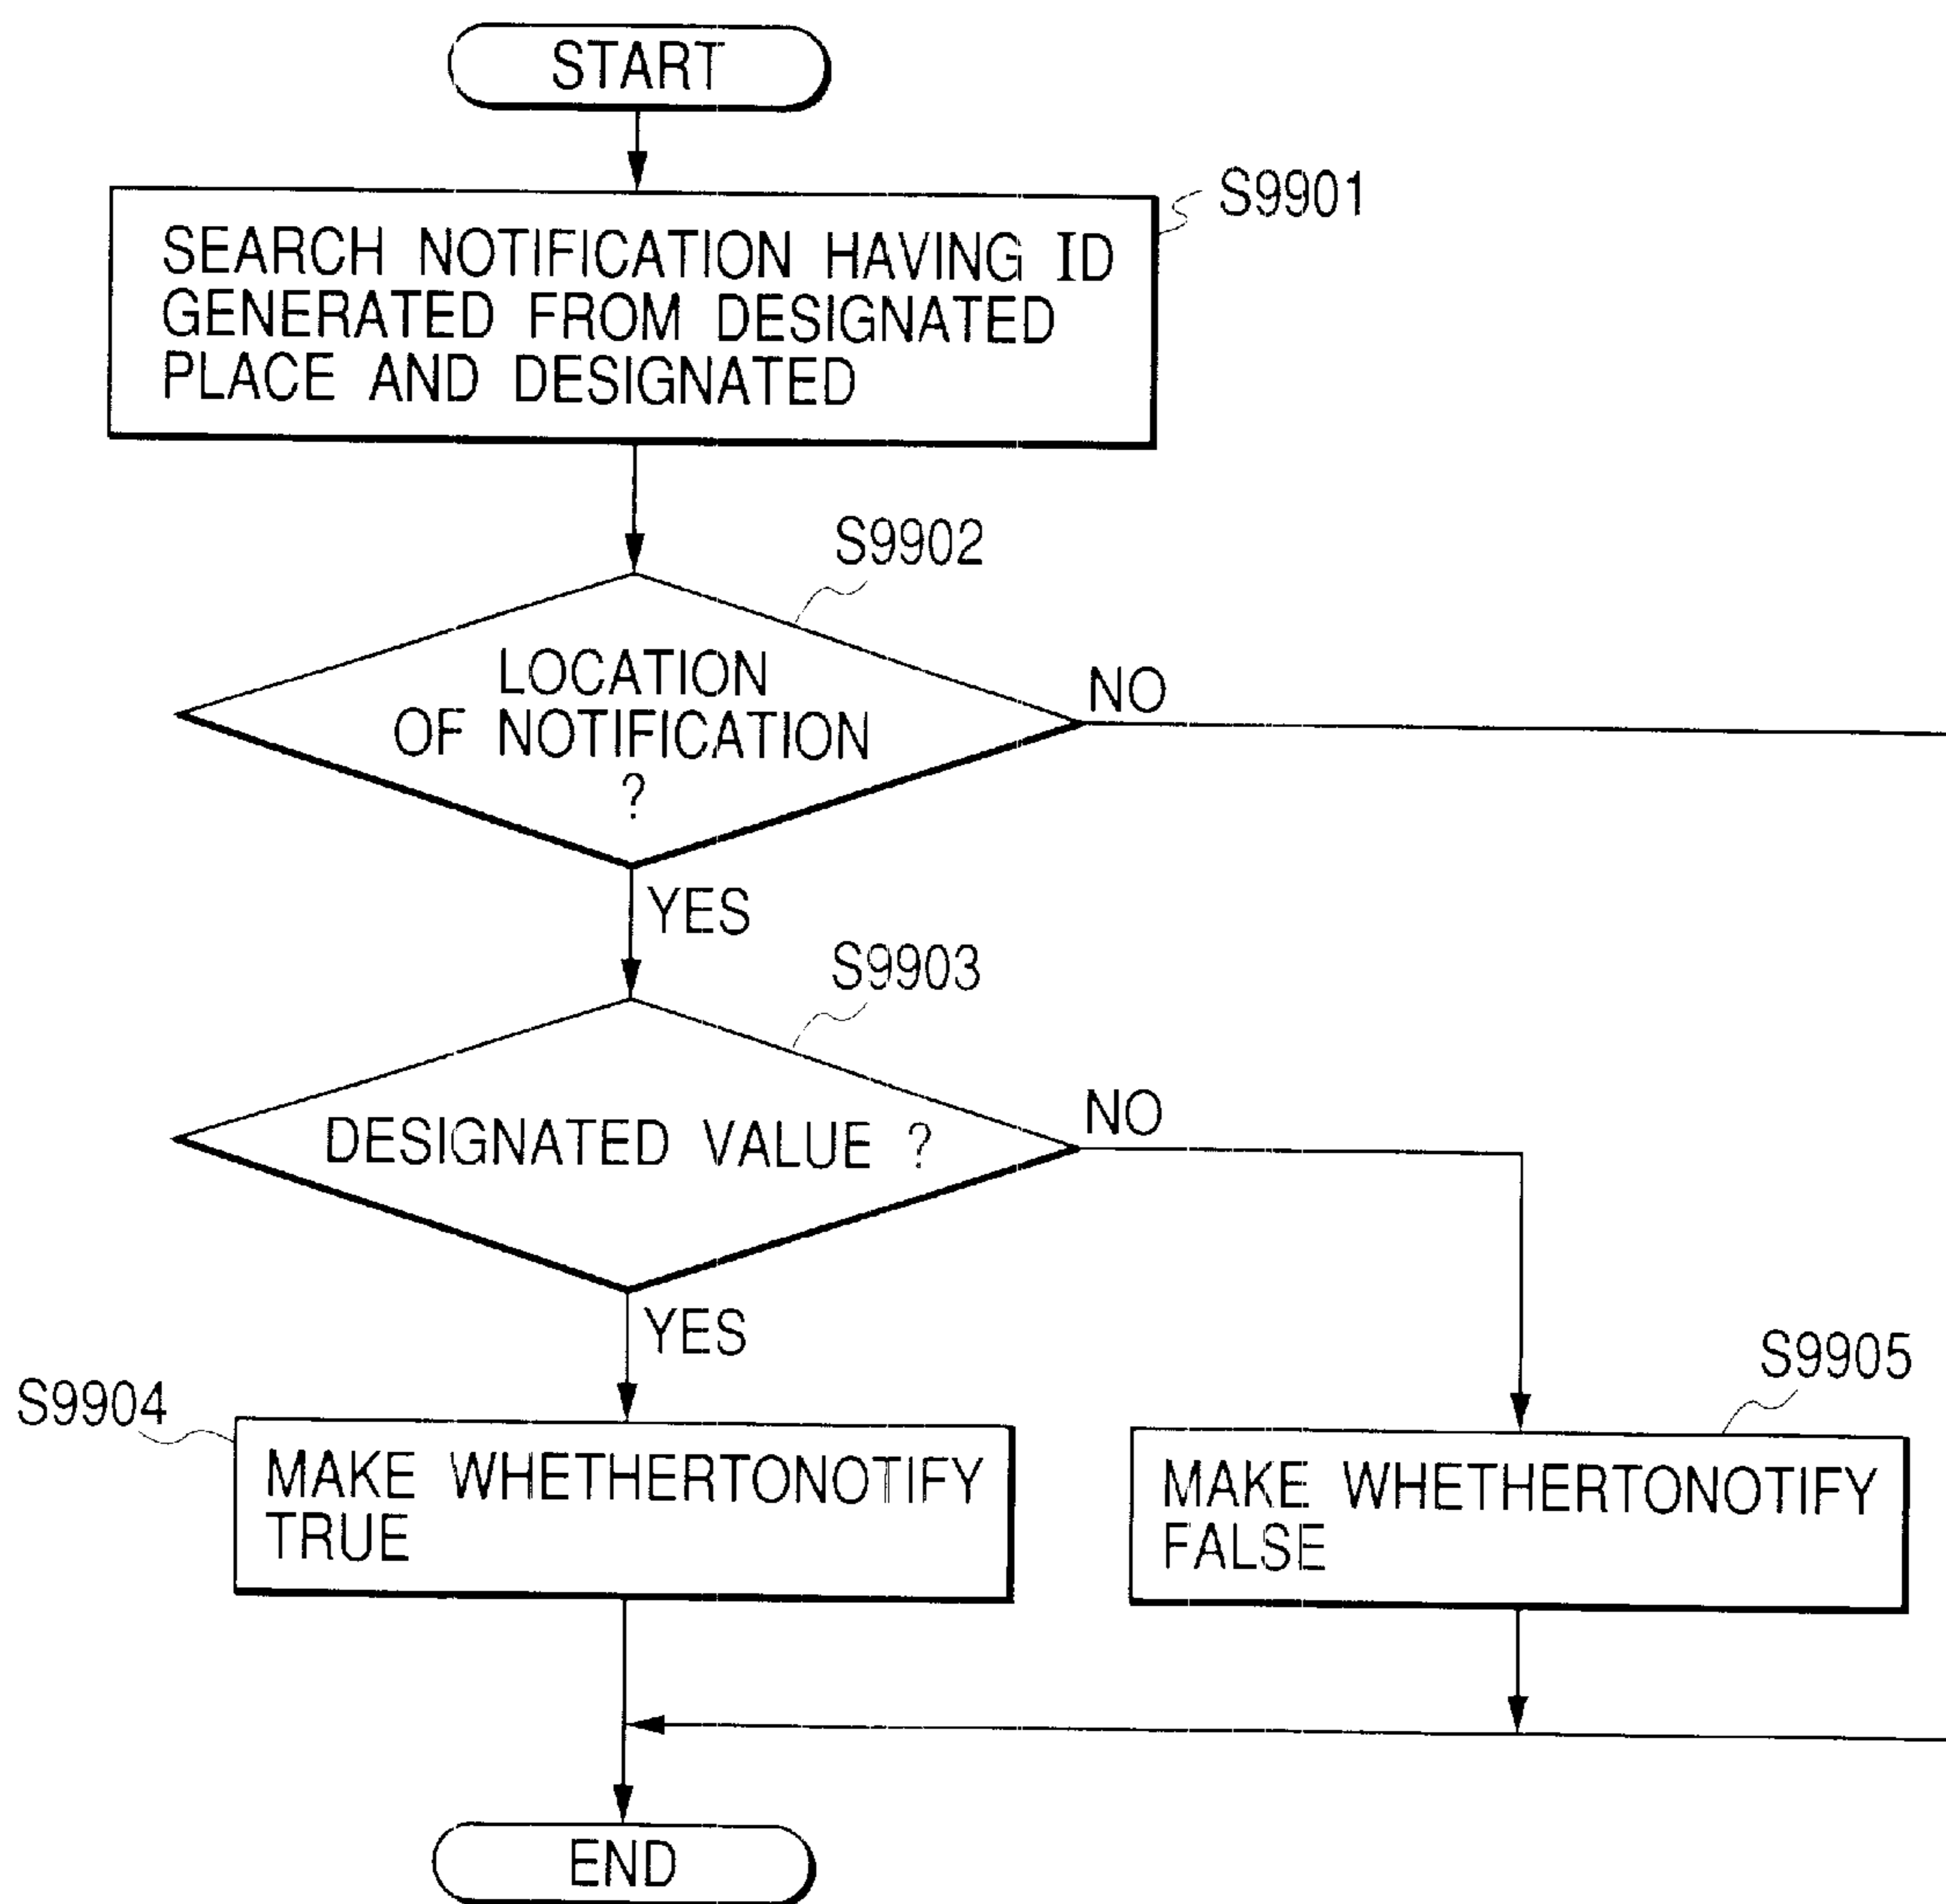 START
S9901
SEARCH NOTIFICATION HAVING ID
GENERATED FROM DESIGNATED
PLACE AND DESIGNATED
S9902
LOCATION
OF NOTIFICATION
?
NO
YES
S9903
DESIGNATED VALUE ?
NO
YES
S9904
MAKE WHETHERTONOTIFY
TRUE
S9905
MAKE WHETHERTONOTIFY
FALSE
END